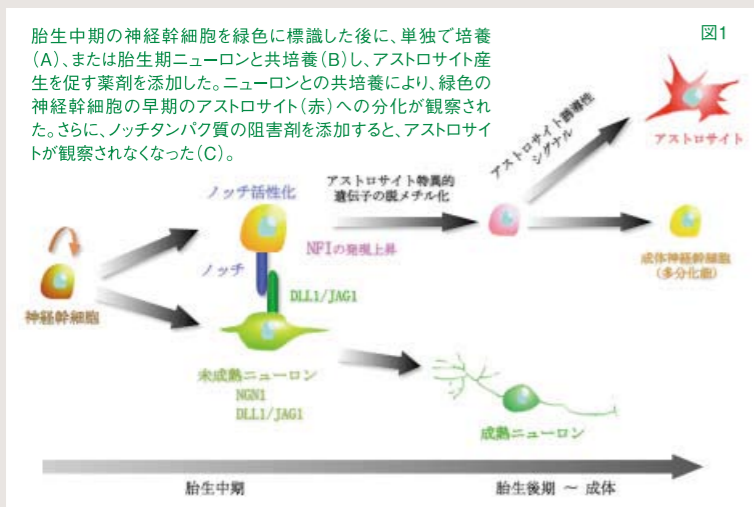 胎生中期の神経幹細胞を緑色に標識した後に、単独で培養
(A)、または胎生期ニューロンと共培養(B)し、アストロサイト産
生を促す薬剤を添加した。ニューロンとの共培養により、緑色の
神経幹細胞の早期のアストロサイト(赤)への分化が観察され
た。さらに、ノッチタンパク質の阻害剤を添加すると、アストロサイ
トが観察されなくなった(C)。
図1
アストロサイト
アストロサイト誘導性
シグナル
ノッチ活性化
アストロサイト特異的
遺伝子の脱メチル化
NFIの発現上昇
ノッチ
DLL1/JAG1
成体神経幹細胞
(多分化能)
神経幹細胞
未成熟ニューロン
NGN1
DLL1/JAG1
成熟ニューロン
胎生中期
胎生後期 ~ 成体